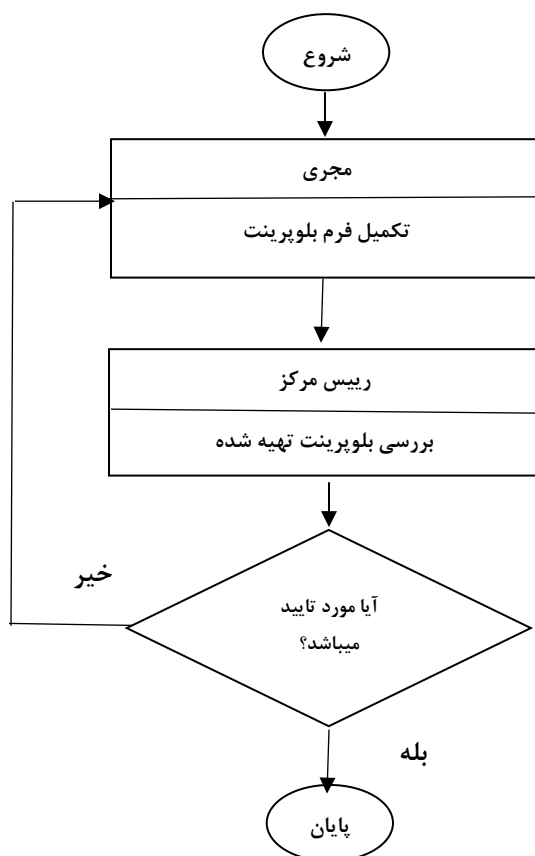 شروع
مجری
تکمیل فرم بلوپرینت
رییس مرکز
بررسی بلوپرینت تهیه شده
خیر
آیا مورد تایید
میباشد؟
بله
پایان